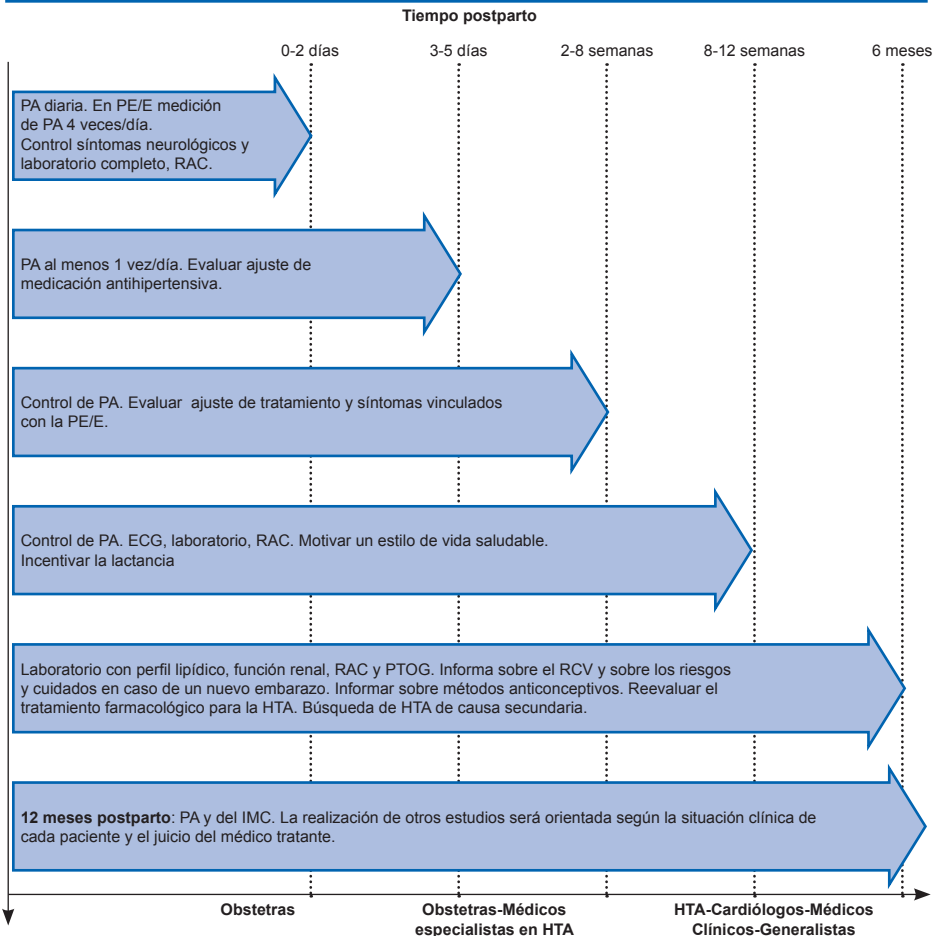 Tiempo postparto
0-2 días 3-5 días 2-8 semanas 8-12 semanas 6 meses
PA diaria. En PE/E medición
de PA 4 veces/día.
Control síntomas neurológicos y
laboratorio completo, RAC.
PA al menos 1 vez/día. Evaluar ajuste de
medicación antihipertensiva.
Control de PA. Evaluar ajuste de tratamiento y síntomas vinculados
con la PE/E.
Control de PA. ECG, laboratorio, RAC. Motivar un estilo de vida saludable.
Incentivar la lactancia
Laboratorio con perfil lipídico, función renal, RAC y PTOG. Informa sobre el RCV y sobre los riesgos
y cuidados en caso de un nuevo embarazo. Informar sobre métodos anticonceptivos. Reevaluar el
tratamiento farmacológico para la HTA. Búsqueda de HTA de causa secundaria.
12 meses postparto: PA y del IMC. La realización de otros estudios será orientada según la situación clínica de
cada paciente y el juicio del médico tratante.
Obstetras
Obstetras-Médicos
especialistas en HTA
HTA-Cardiólogos-Médicos
Clínicos-Generalistas